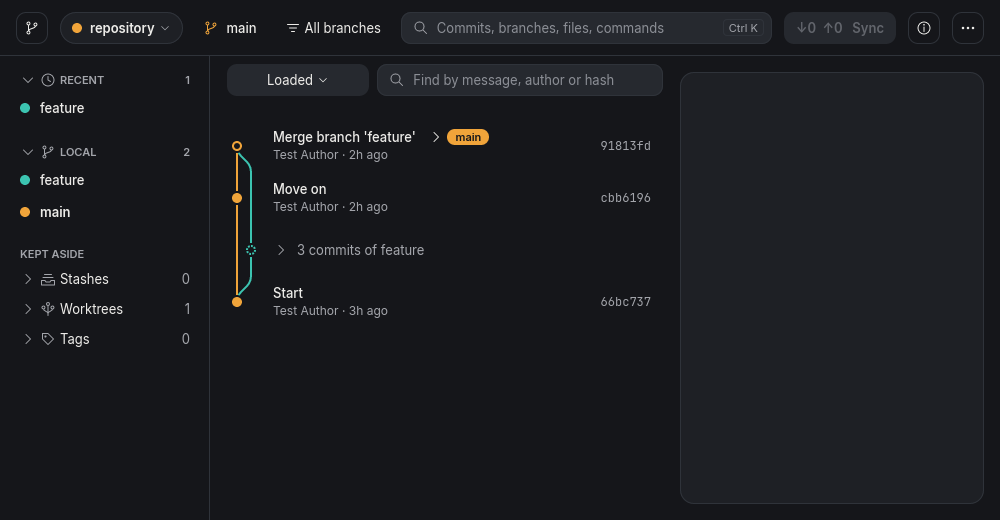 repository
main
All branches
Commits, branches, files, commands
Ctrl K
↓0 ↑0 Sync
RECENT 1
feature
LOCAL 2
feature
main
KEPT ASIDE
Stashes 0
Worktrees 1
Tags 0
Loaded
Find by message, author or hash
Merge branch 'feature' main
Test Author · 2h ago
91813fd
Move on
Test Author · 2h ago
cbb6196
3 commits of feature
Start
Test Author · 3h ago
66bc737